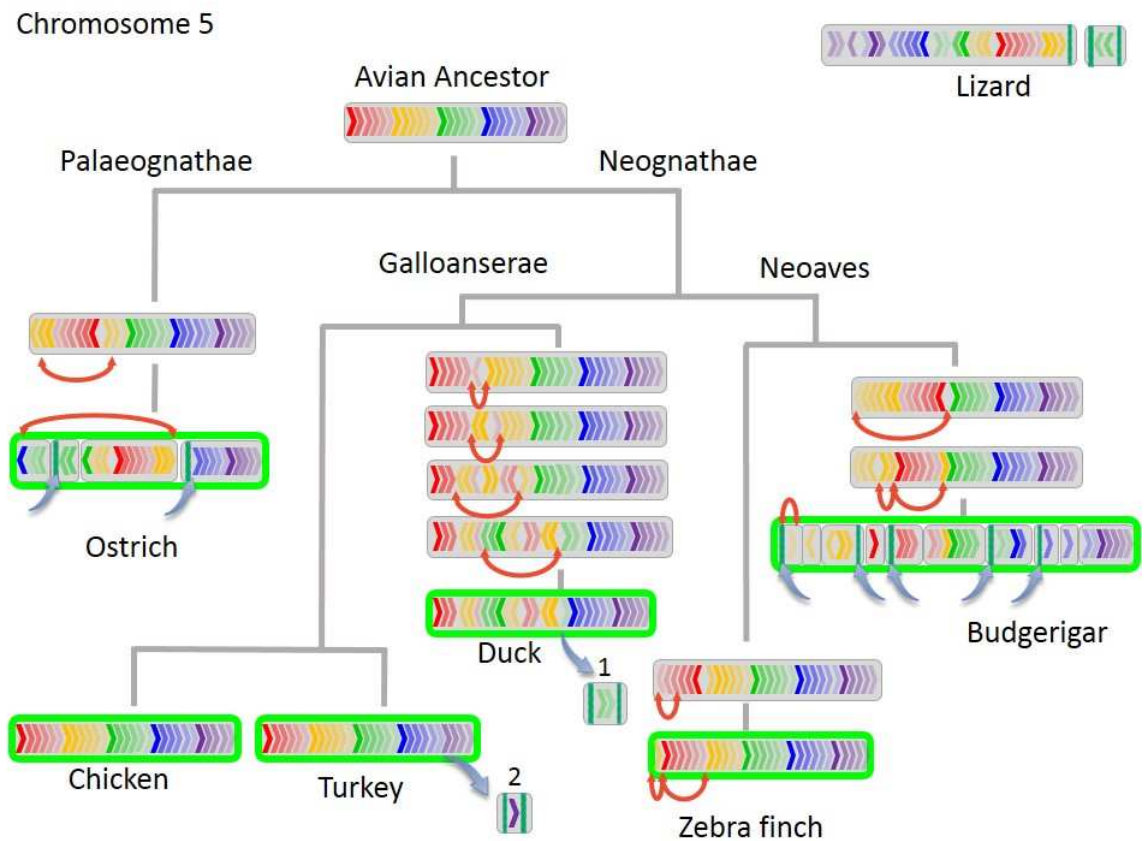 Chromosome 5
Lizard
Avian Ancestor
Palaeognathae
Neognathae
Galloanserae
Neoaves
Ostrich
Duck
1
Budgerigar
Chicken
Turkey
2
Zebra finch